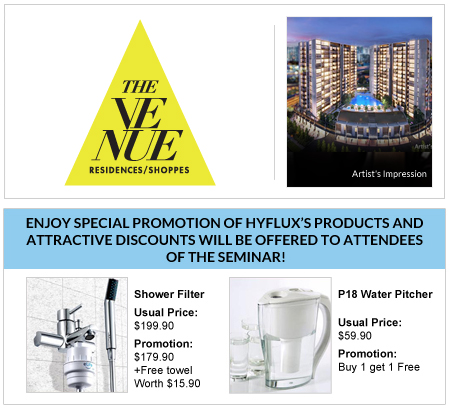 THE
VE
NUE
RESIDENCES/SHOPPES
Artist's Impression
ENJOY SPECIAL PROMOTION OF HYFLUX'S PRODUCTS AND
ATTRACTIVE DISCOUNTS WILL BE OFFERED TO ATTENDEES
OF THE SEMINAR!
Shower Filter
Usual Price:
$199.90
Promotion:
$179.90
+Free towel
Worth $15.90
P18 Water Pitcher
Usual Price:
$59.90
Promotion:
Buy 1 get 1 Free